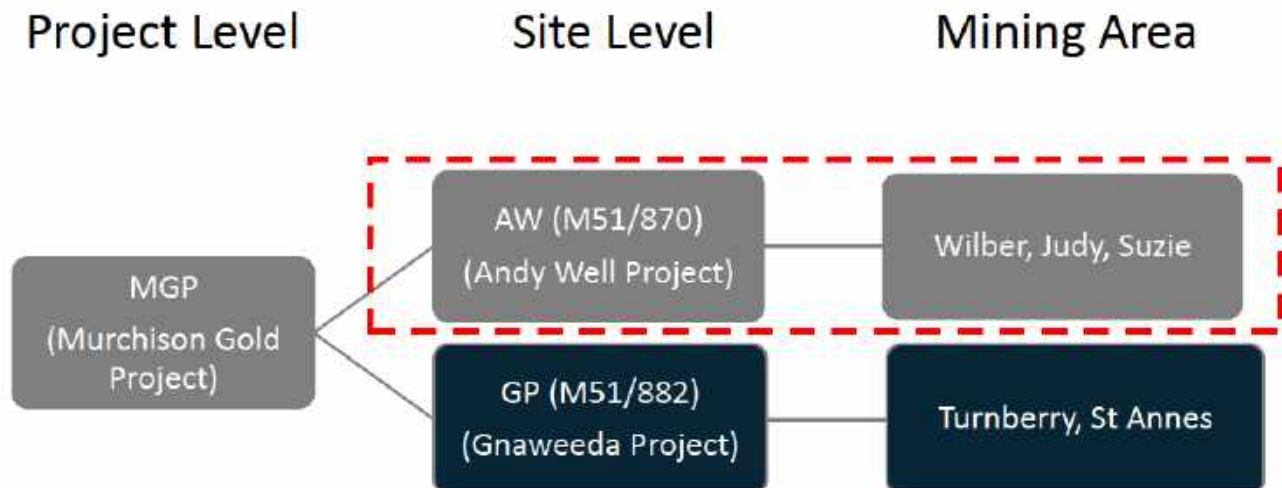 Project Level
Site Level
Mining Area
AW (M51/870)
(Andy Well Project)
Wilber, Judy, Suzie
MGP
(Murchison Gold
Project)
GP (M51/882)
(Gnaweeda Project)
Turnberry, St Annes